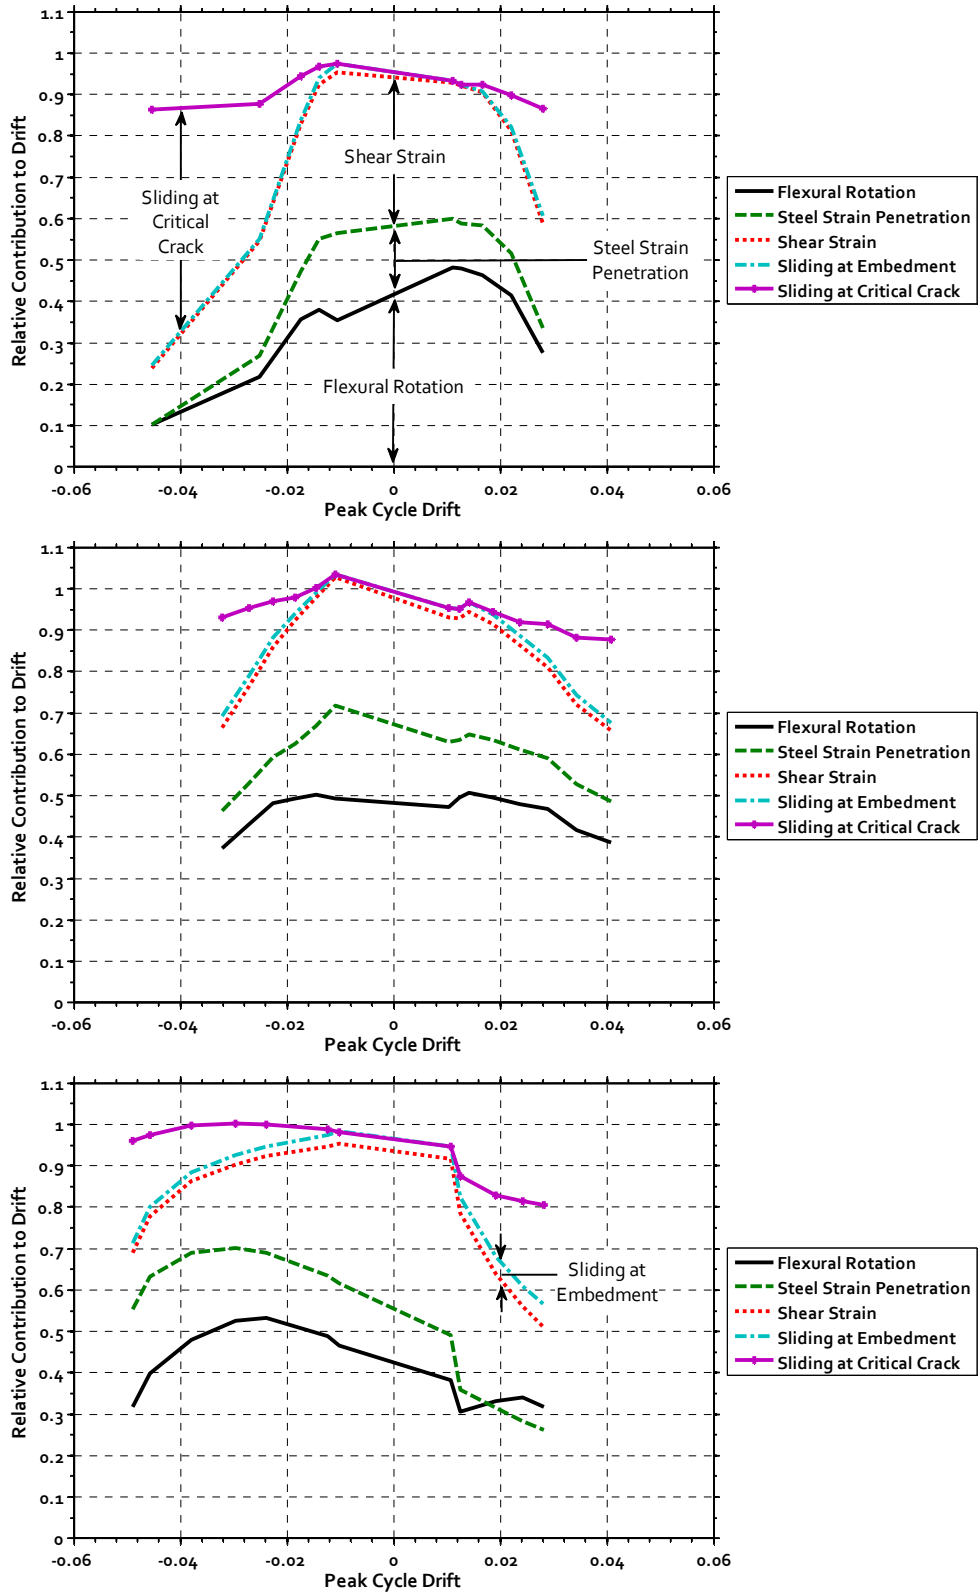 Relative Contribution to Drift
1.1
1
0.9
0.8
0.7
0.6
0.5
0.4
0.3
0.2
0.1
0
Shear Strain
Sliding at
Critical
Crack
Steel Strain
Penetration
Flexural Rotation
-0.06
-0.04
-0.02
0
0.02
0.04
0.06
Peak Cycle Drift
Flexural Rotation
Steel Strain Penetration
Shear Strain
Sliding at Embedment
Sliding at Critical Crack
Relative Contribution to Drift
1.1
1
0.9
0.8
0.7
0.6
0.5
0.4
0.3
0.2
0.1
0
-0.06
-0.04
-0.02
0
0.02
0.04
0.06
Peak Cycle Drift
Flexural Rotation
Steel Strain Penetration
Shear Strain
Sliding at Embedment
Sliding at Critical Crack
Relative Contribution to Drift
1.1
1
0.9
0.8
0.7
0.6
0.5
0.4
0.3
0.2
0.1
0
Sliding at
Embedment
-0.06
-0.04
-0.02
0
0.02
0.04
0.06
Peak Cycle Drift
Flexural Rotation
Steel Strain Penetration
Shear Strain
Sliding at Embedment
Sliding at Critical Crack